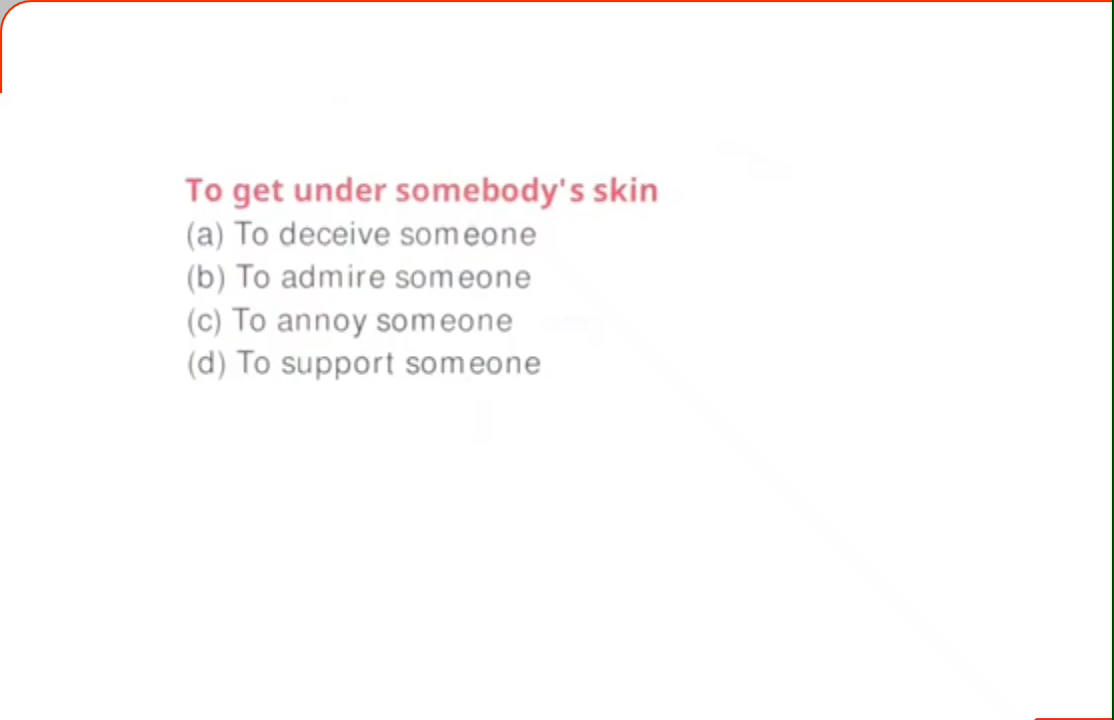 To get under somebody's skin
(a) To deceive someone
(b) To admire someone
(c) To annoy someone
(d) To support someone